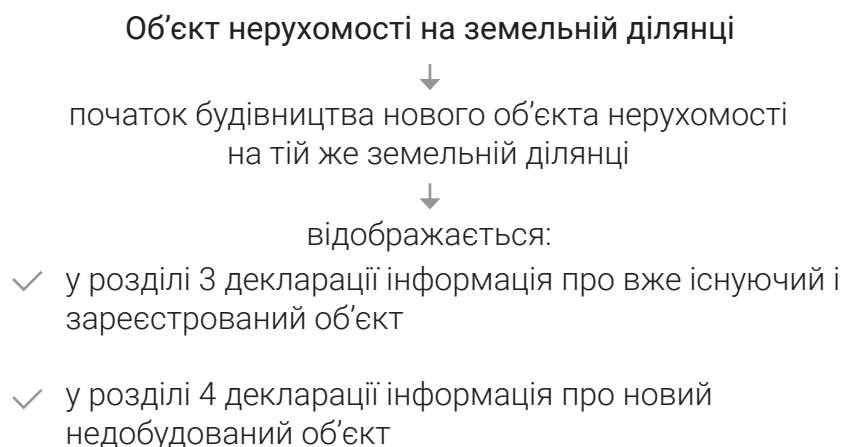 Об’єкт нерухомості на земельній ділянці
початок будівництва нового об’єкта нерухомості
на тій же земельній ділянці
відображається:
у розділі 3 декларації інформація про вже існуючий і
зареєстрований об’єкт
у розділі 4 декларації інформація про новий
недобудований об’єкт